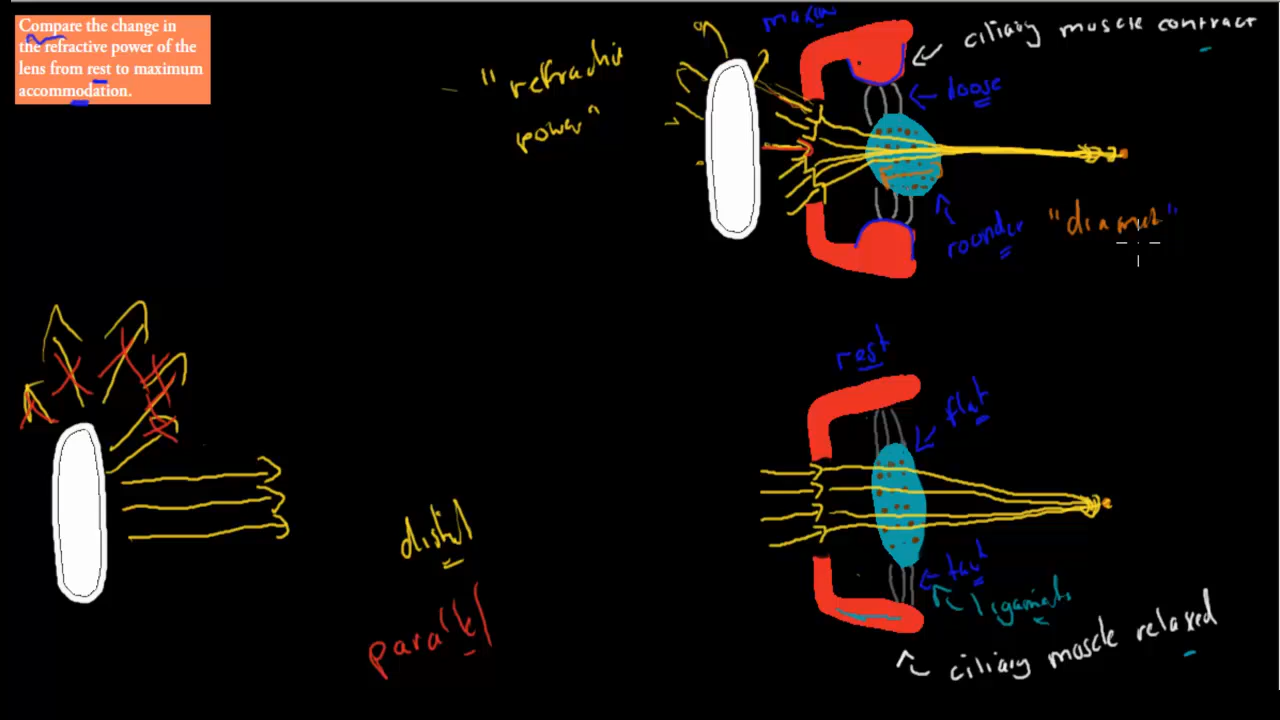 Compare the change in
the refractive power of the
lens from rest to maximum
accommodation.
"refractive
power"
ciliary muscle contract
loose
rounder
rest
flat
taut
ligaments
ciliary muscle relaxed
distal
parallel